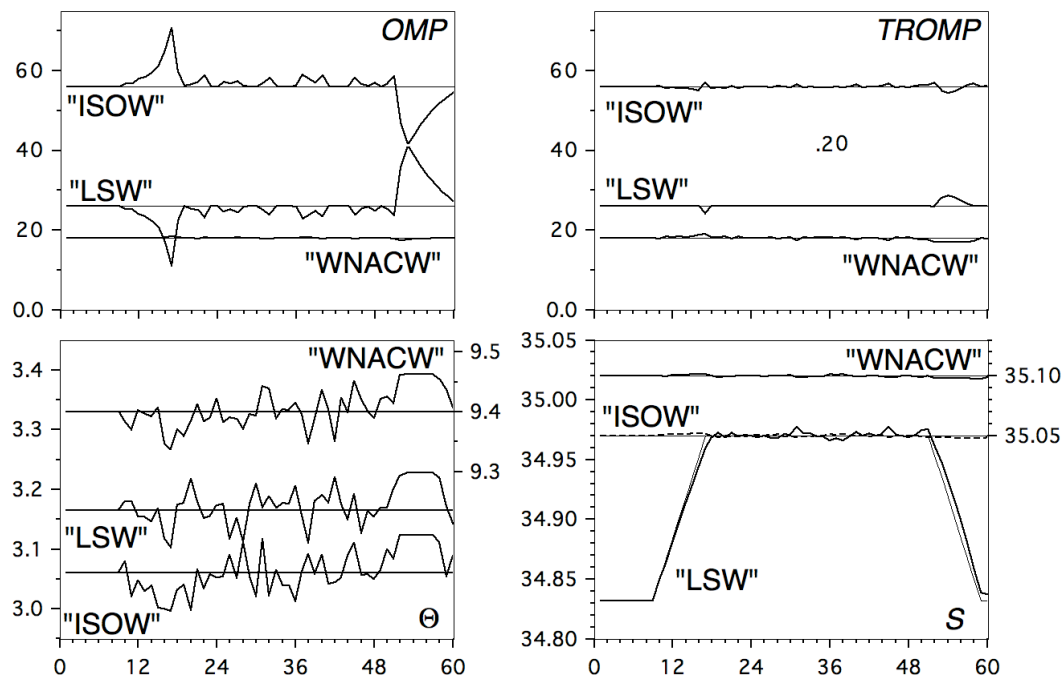 OMP
60
"ISOW"
40
"LSW"
20
"WNACW"
0.0
TROMP
60
"ISOW"
40
.20
"LSW"
20
"WNACW"
0.0
"WNACW"
9.5
3.4
9.4
3.3
9.3
3.2
"LSW"
3.1
3.0
"ISOW"
Θ
0 12 24 36 48 60
35.05
"WNACW"
35.10
35.00
"ISOW"
35.05
34.95
34.90
"LSW"
34.85
S
34.80
0 12 24 36 48 60